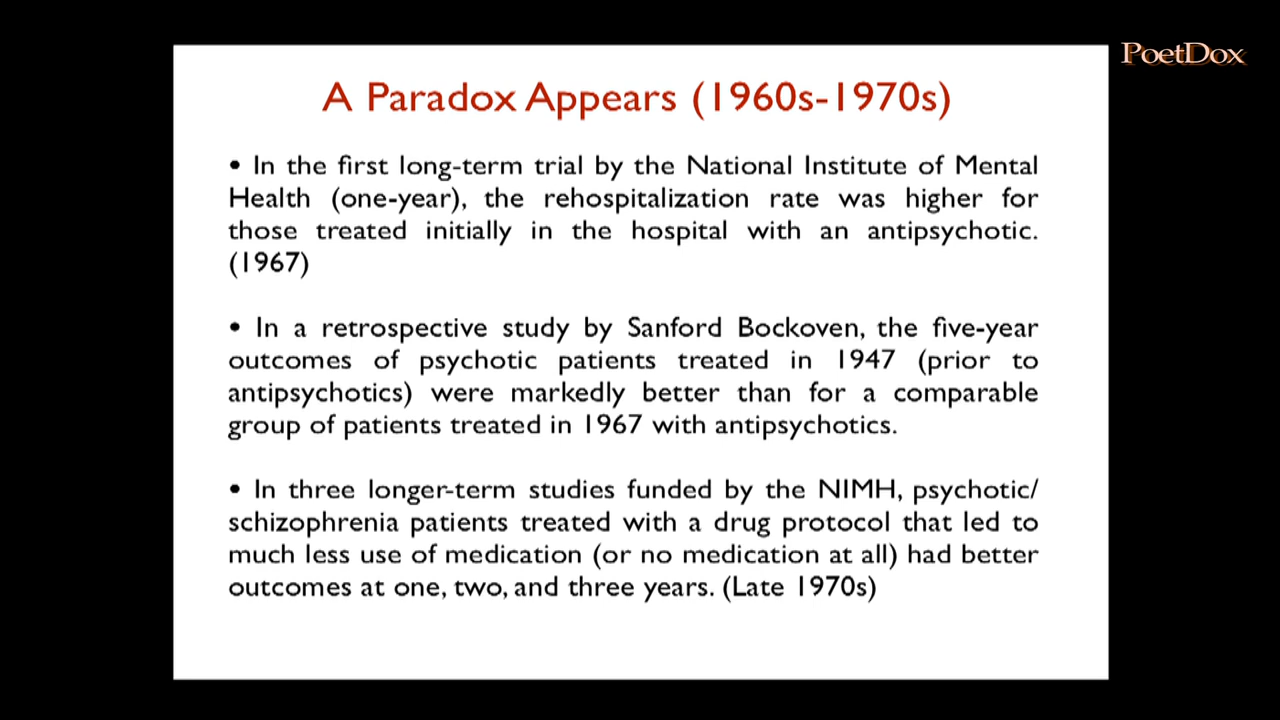 PoetDox
A Paradox Appears (1960s-1970s)
• In the first long-term trial by the National Institute of Mental
Health (one-year), the rehospitalization rate was higher for
those treated initially in the hospital with an antipsychotic.
(1967)
• In a retrospective study by Sanford Bockoven, the five-year
outcomes of psychotic patients treated in 1947 (prior to
antipsychotics) were markedly better than for a comparable
group of patients treated in 1967 with antipsychotics.
• In three longer-term studies funded by the NIMH, psychotic/
schizophrenia patients treated with a drug protocol that led to
much less use of medication (or no medication at all) had better
outcomes at one, two, and three years. (Late 1970s)